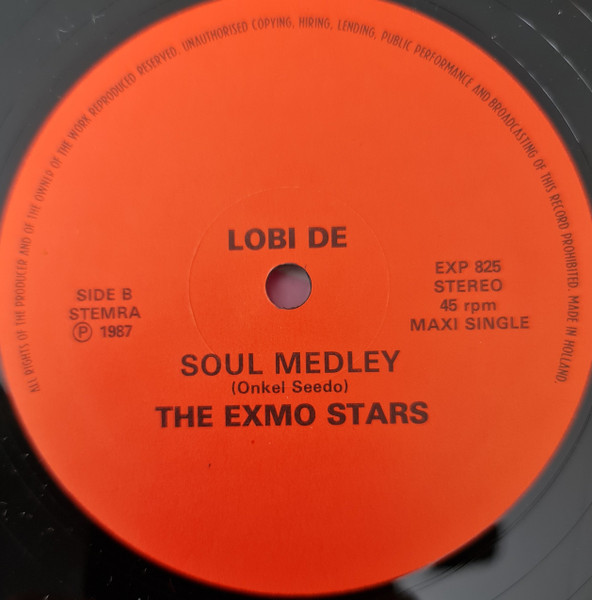 ALL RIGHTS OF THE PRODUCER AND OF THE OWNER OF THE WORK REPRODUCED RESERVED. UNAUTHORISED COPYING, HIRING, LENDING, PUBLIC PERFORMANCE AND BROADCASTING OF THIS RECORD PROHIBITED. MADE IN HOLLAND.
LOBI DE
SIDE B
STEMRA
Ⓟ 1987
EXP 825
STEREO
45 rpm
MAXI SINGLE
SOUL MEDLEY
(Onkel Seedo)
THE EXMO STARS